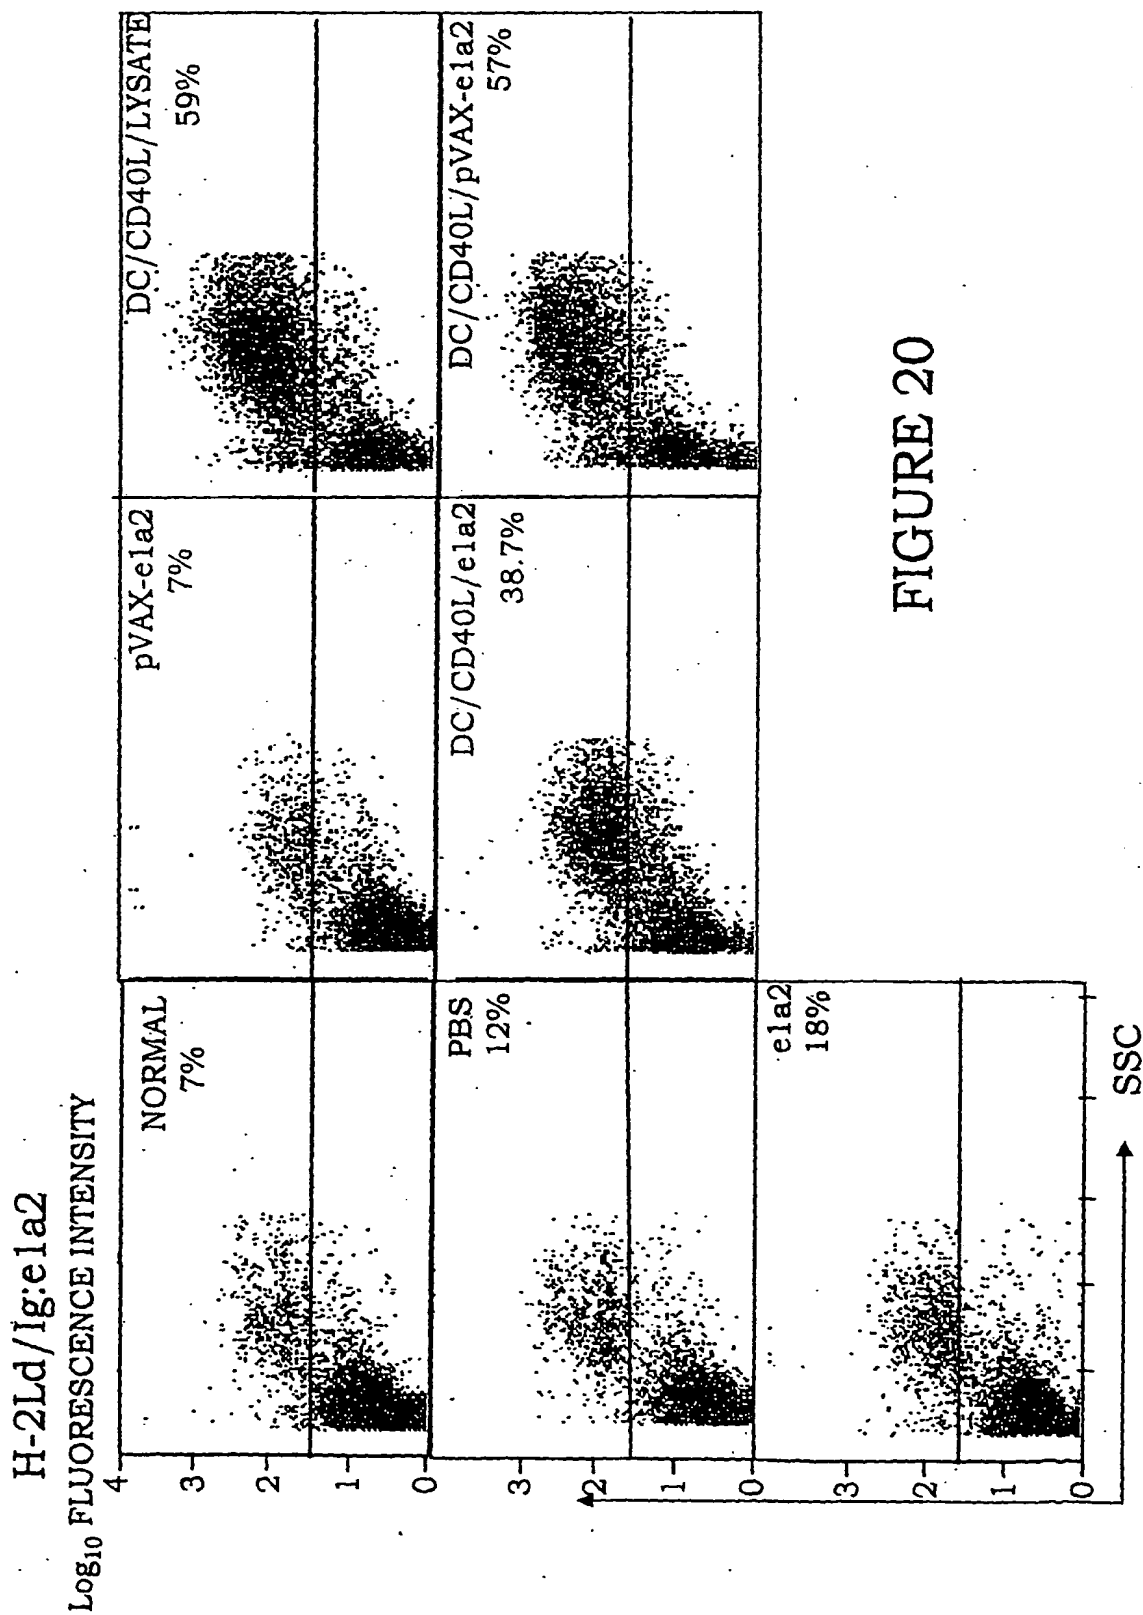 H-2Ld/Ig:e1a2
Log10 FLUORESCENCE INTENSITY
4
3
2
1
0
NORMAL
7%
pVAX-e1a2
7%
DC/CD40L/LYSATE
59%
3
2
1
0
PBS
12%
DC/CD40L/e1a2
38.7%
DC/CD40L/pVAX-e1a2
57%
3
2
1
0
e1a2
18%
SSC
FIGURE 20